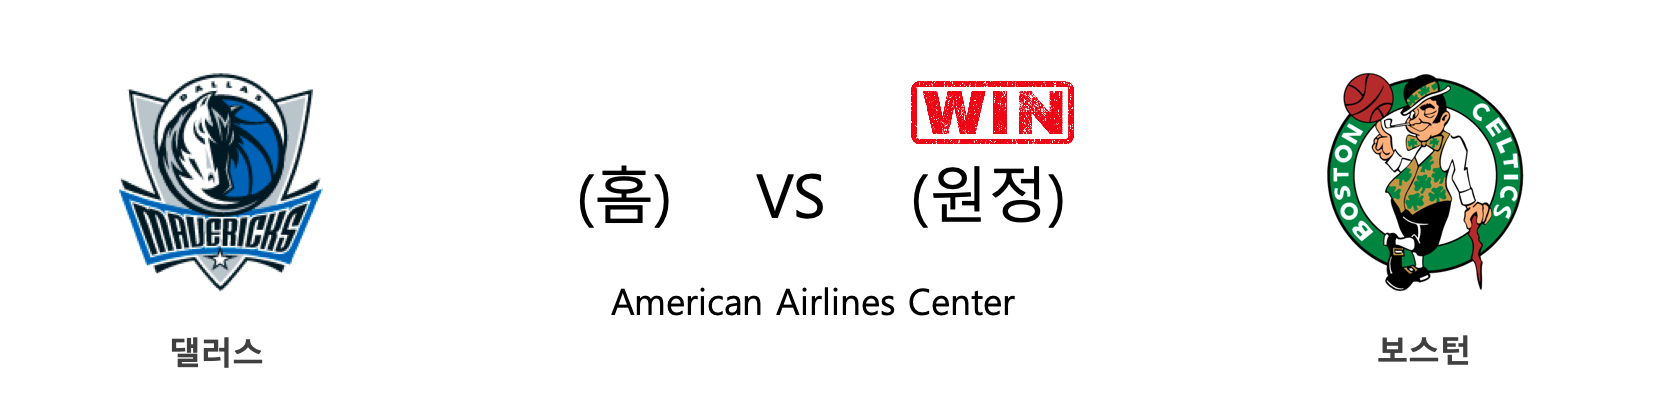 DALLAS
MAVERICKS
댈러스
WIN
(홈) VS (원정)
American Airlines Center
BOSTON CELTICS
보스턴